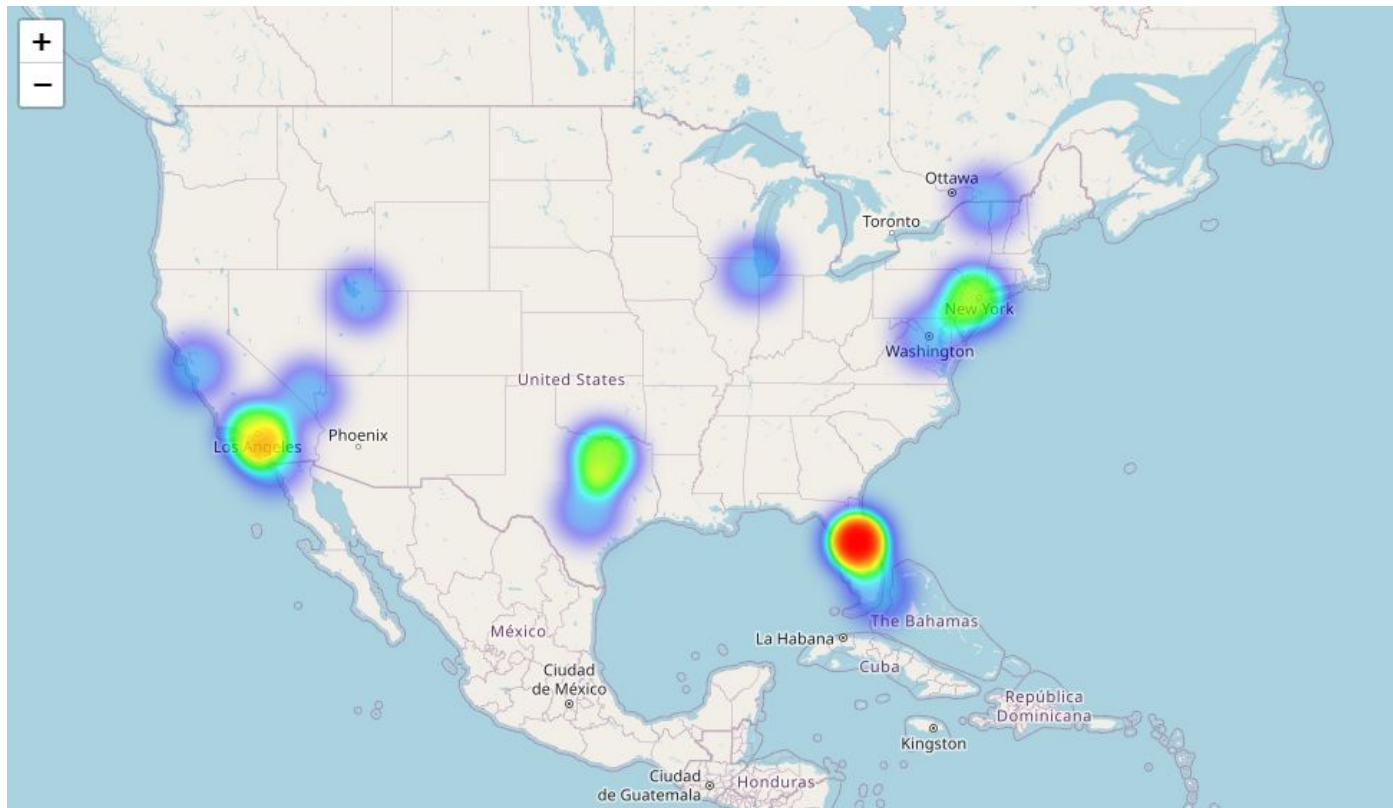 +
−
Ottawa
Toronto
New York
Washington
United States
Phoenix
Los Angeles
The Bahamas
México
La Habana
Cuba
Ciudad
de México
República
Dominicana
Kingston
Ciudad
de Guatemala
Honduras